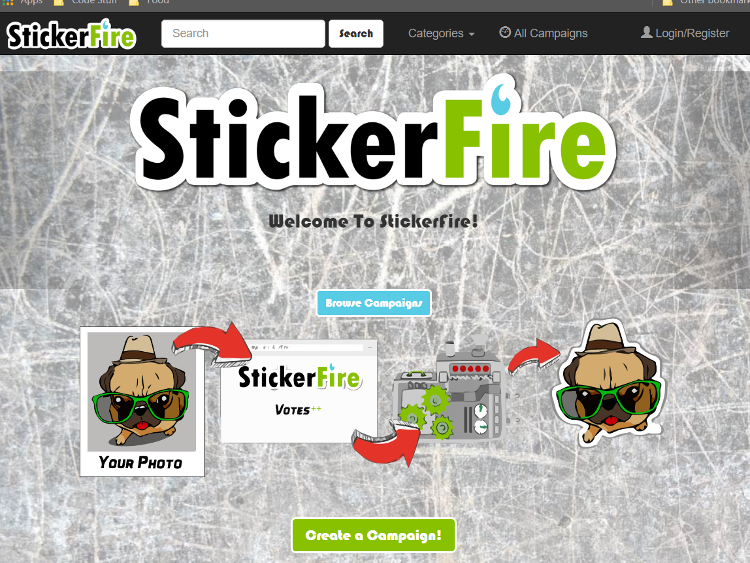 Apps Code Stuff Food Other bookmar
StickerFire Search Search Categories All Campaigns Login/Register
StickerFire
Welcome To StickerFire!
Browse Campaigns
StickerFire
Votes++
Your Photo
Create a Campaign!